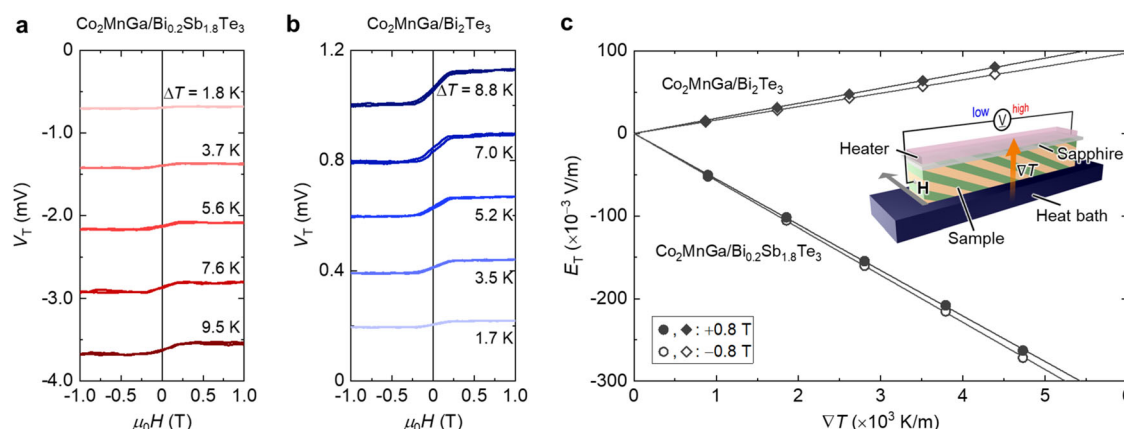 a
Co₂MnGa/Bi₀.₂Sb₁.₈Te₃
0
-1.0
-2.0
-3.0
-4.0
V_T (mV)
ΔT = 1.8 K
3.7 K
5.6 K
7.6 K
9.5 K
-1.0 -0.5 0 0.5 1.0
μ₀H (T)
b
Co₂MnGa/Bi₂Te₃
1.2
0.8
0.4
0
V_T (mV)
ΔT = 8.8 K
7.0 K
5.2 K
3.5 K
1.7 K
-1.0 -0.5 0 0.5 1.0
μ₀H (T)
c
100
0
-100
-200
-300
E_T (×10⁻³ V/m)
Co₂MnGa/Bi₂Te₃
Co₂MnGa/Bi₀.₂Sb₁.₈Te₃
low V high
Heater
Sapphire
∇T
H
Heat bath
Sample
● , ◆ : +0.8 T
○ , ◇ : −0.8 T
0 1 2 3 4 5 6
∇T (×10³ K/m)